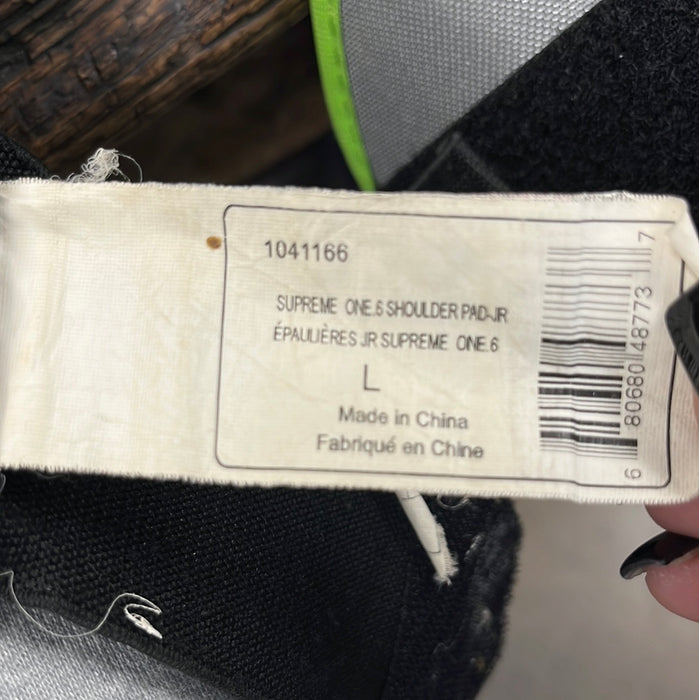 1041166
SUPREME ONE.6 SHOULDER PAD-JR
ÉPAULIÈRES JR SUPREME ONE.6
L
Made in China
Fabriqué en Chine
6 80680 48773 7